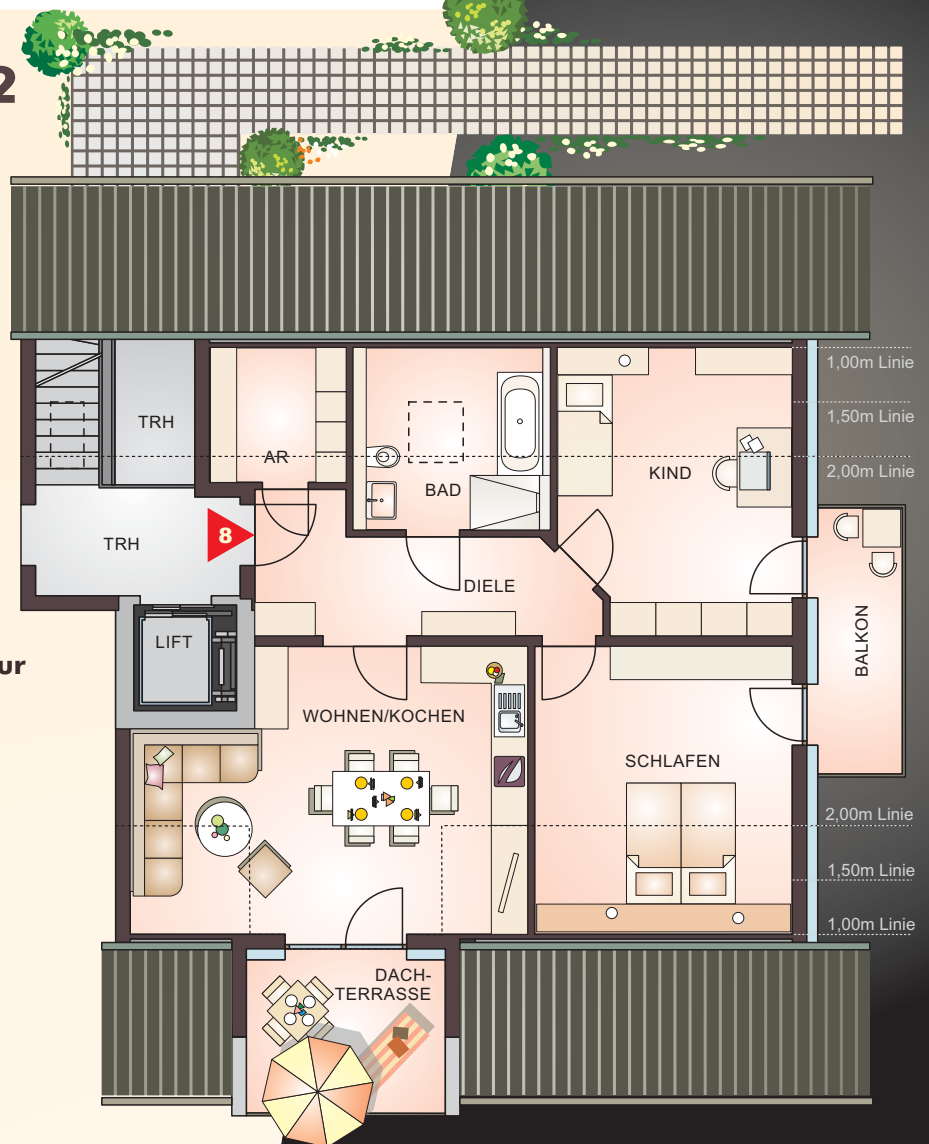 2
1,00m Linie
1,50m Linie
2,00m Linie
TRH
AR
BAD
KIND
TRH
8
DIELE
BALKON
LIFT
ur
WOHNEN/KOCHEN
SCHLAFEN
2,00m Linie
1,50m Linie
1,00m Linie
DACH-
TERRASSE